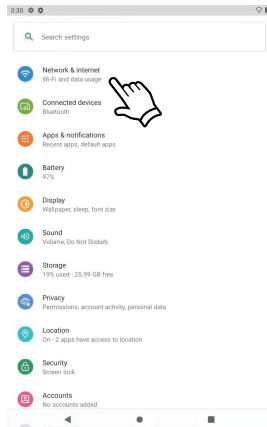 3:30
Search settings
Network & internet
Wi-Fi and data usage
Connected devices
Bluetooth
Apps & notifications
Recent apps, default apps
Battery
97%
Display
Wallpaper, sleep, font size
Sound
Volume, Do Not Disturb
Storage
19% used - 25.99 GB free
Privacy
Permissions, account activity, personal data
Location
On - 2 apps have access to location
Security
Screen lock
Accounts
No accounts added